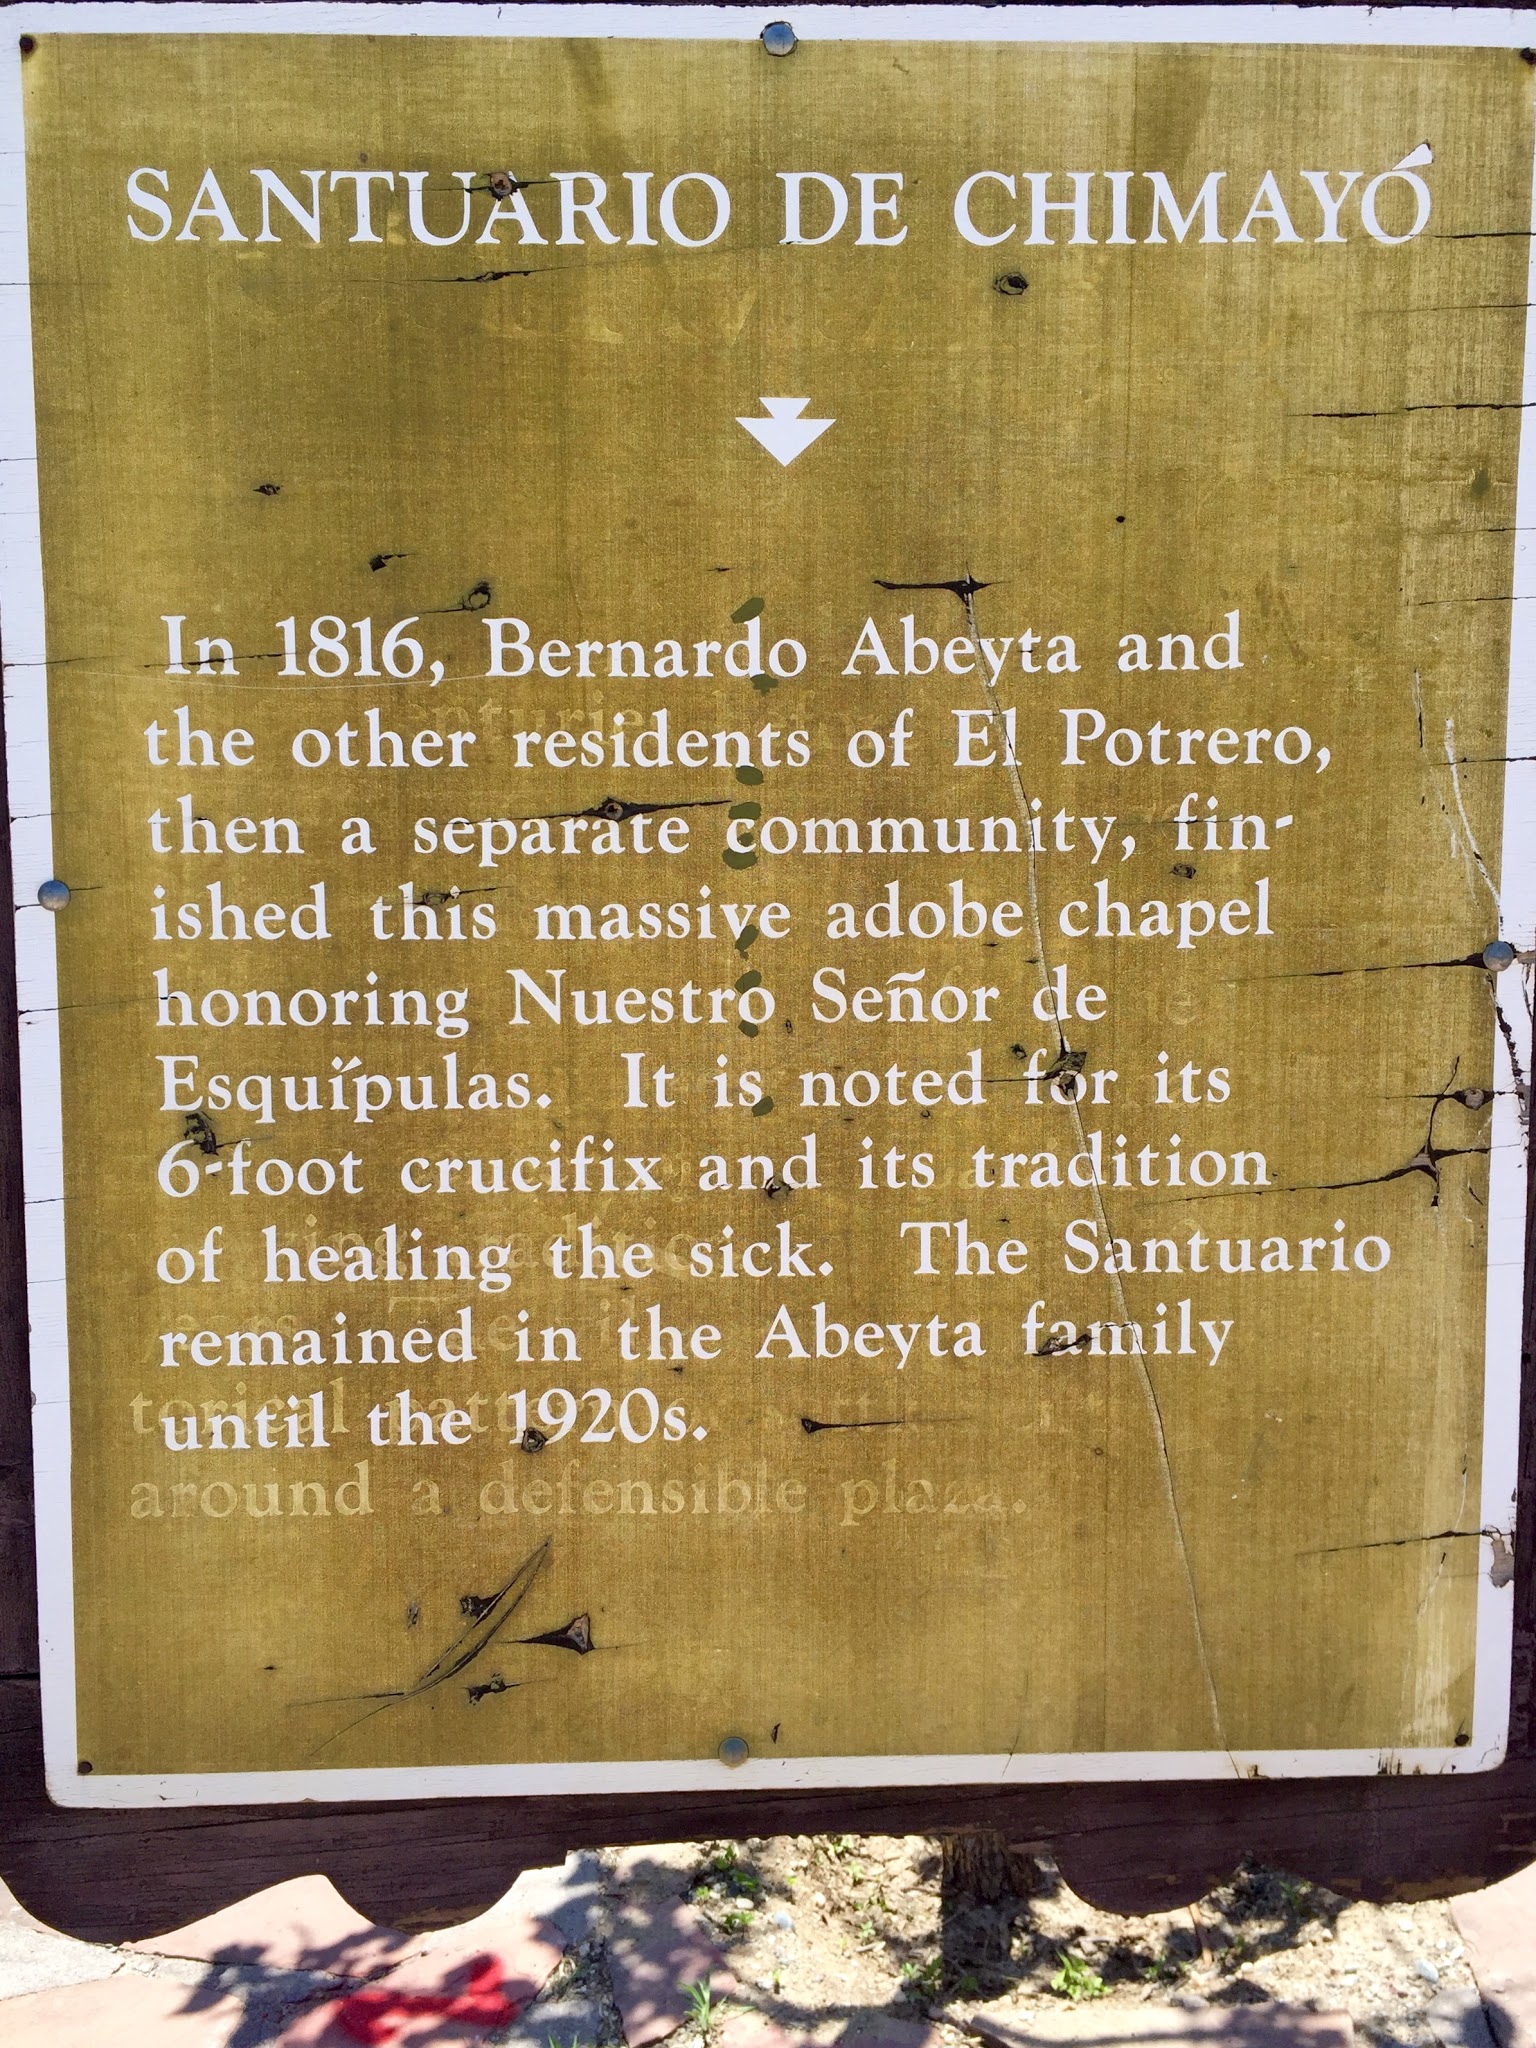 SANTUARIO DE CHIMAYÓ
In 1816, Bernardo Abeyta and
the other residents of El Potrero,
then a separate community, fin-
ished this massive adobe chapel
honoring Nuestro Señor de
Esquípulas. It is noted for its
6-foot crucifix and its tradition
of healing the sick. The Santuario
remained in the Abeyta family
until the 1920s.
around a defensible plaza.